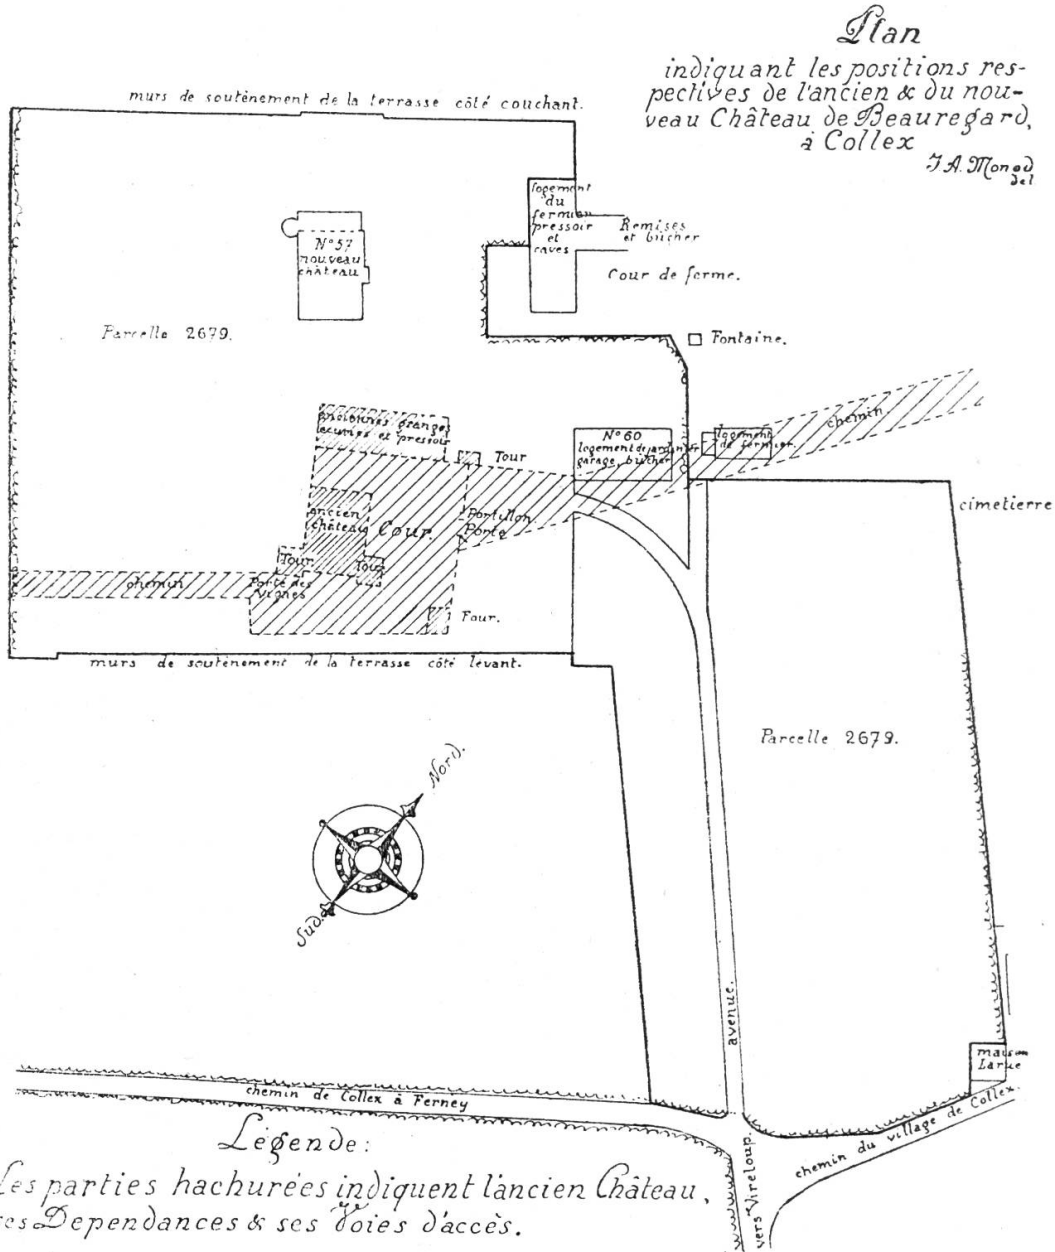 Plan
indiquant les positions res-
pectives de l'ancien & du nou-
veau Château de Beauregard,
à Collex
J.A. Monod
del
murs de soutènement de la terrasse côté couchant.
logement
du
fermier
pressoir
et
caves
Remises
et bûcher
Cour de ferme.
N° 57
nouveau
château
Parcelle 2679.
Fontaine.
chemin.
anciennes grange
écuries et pressoir
Tour
N° 60
logement de jardinier
garage, bûcher
logement
de fermier
cimetierre
ancien
château
Cour.
Portillon
Porte
Tour
Tour
chemin
Porte des
vignes
Four.
murs de soutènement de la terrasse côté levant.
Parcelle 2679.
Nord.
Sud.
avenue.
maison
Larue
chemin de Collex à Ferney
chemin du village de Collex.
vers Vireloup.
Légende:
Les parties hachurées indiquent l'ancien Château,
ses Dependances & ses Voies d'accès.